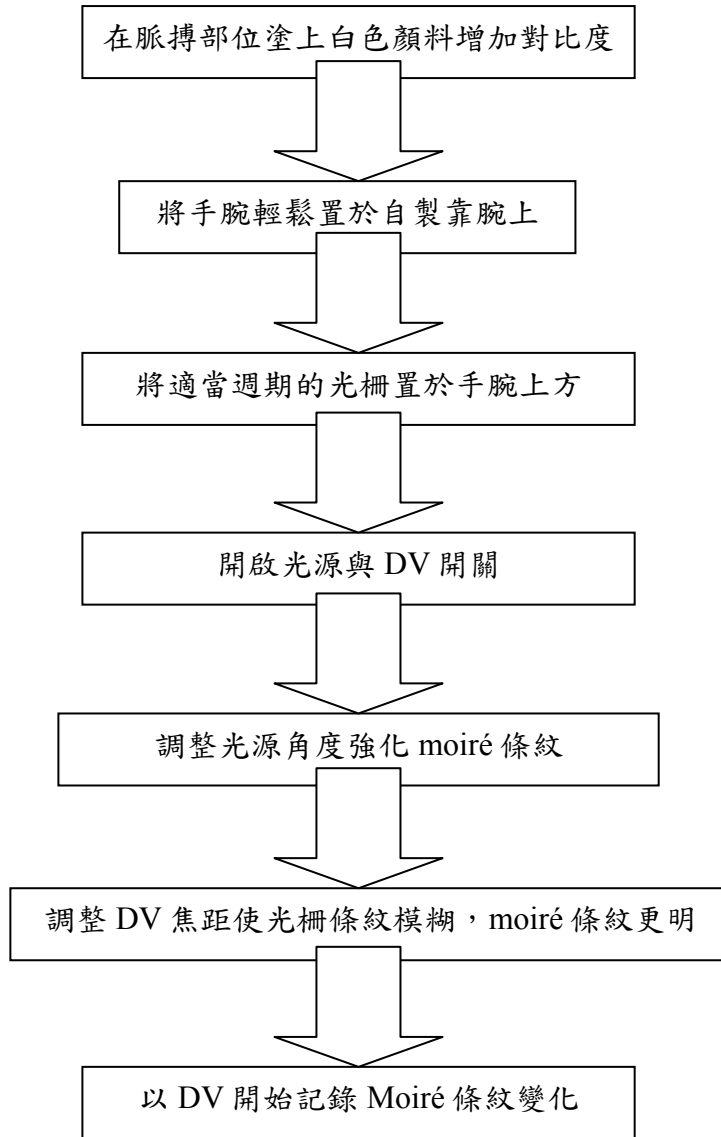 在脈搏部位塗上白色顏料增加對比度
將手腕輕鬆置於自製靠腕上
將適當週期的光柵置於手腕上方
開啟光源與 DV 開關
調整光源角度強化 moiré 條紋
調整 DV 焦距使光柵條紋模糊，moiré 條紋更明
以 DV 開始記錄 Moiré 條紋變化